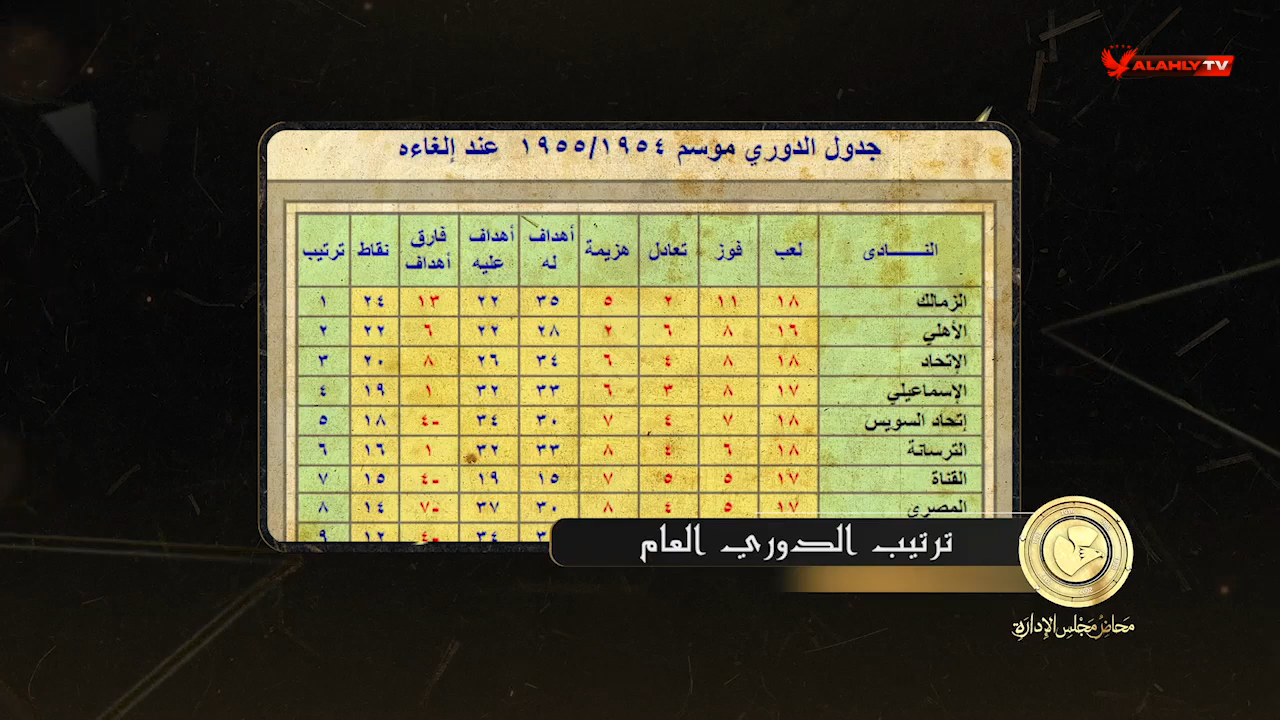 ALAHLY TV
جدول الدوري موسم ١٩٥٥/١٩٥٤ عند إلغاءه
النـــــادى لعب فوز تعادل هزيمة أهداف له أهداف عليه فارق أهداف نقاط ترتيب
الزمالك ١٨ ١١ ٢ ٥ ٣٥ ٢٢ ١٣ ٢٤ ١
الأهلي ١٦ ٨ ٦ ٢ ٢٨ ٢٢ ٦ ٢٢ ٢
الإتحاد ١٨ ٨ ٤ ٦ ٣٤ ٢٦ ٨ ٢٠ ٣
الإسماعيلي ١٧ ٨ ٣ ٦ ٣٣ ٣٢ ١ ١٩ ٤
إتحاد السويس ١٨ ٧ ٤ ٧ ٣٠ ٣٤ -٤ ١٨ ٥
الترسانة ١٨ ٦ ٤ ٨ ٣٣ ٣٢ ١ ١٦ ٦
القناة ١٧ ٥ ٥ ٧ ١٥ ١٩ -٤ ١٥ ٧
المصرى ١٧ ٥ ٤ ٨ ٣٠ ٣٧ -٧ ١٤ ٨
٣٤ -٤ ١٢ ٩
ترتيب الدوري العام
محاضر مجلس الإدارة